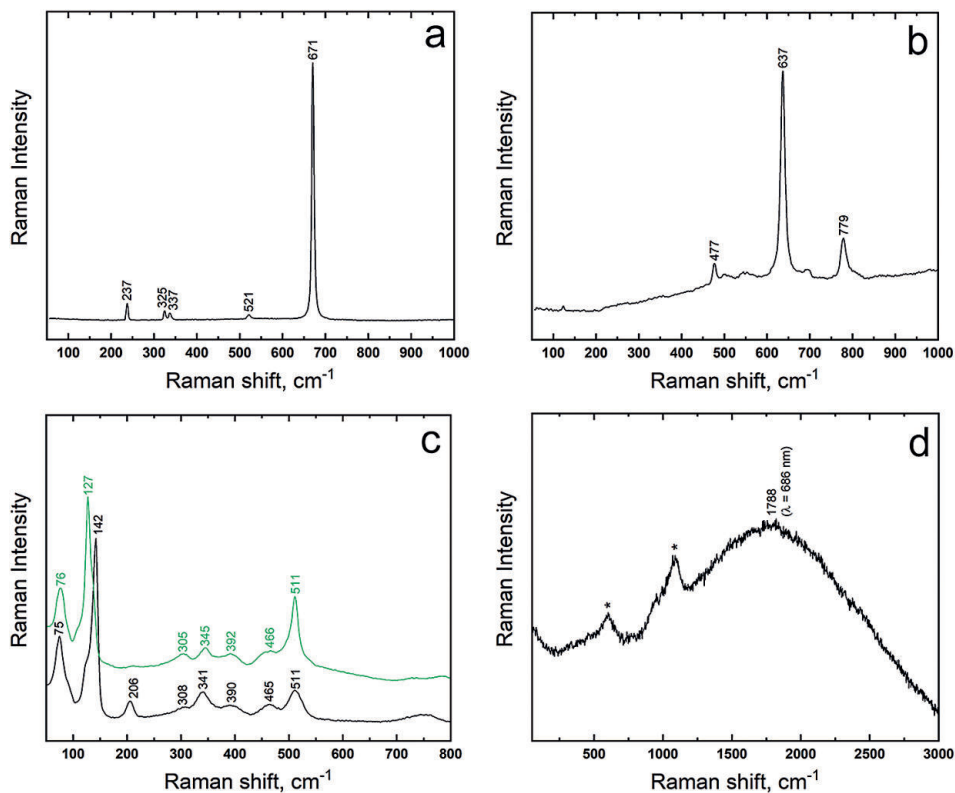 a
671
237
325
337
521
Raman Intensity
100 200 300 400 500 600 700 800 900 1000
Raman shift, cm-1
b
637
477
779
Raman Intensity
100 200 300 400 500 600 700 800 900 1000
Raman shift, cm-1
c
127
142
76
75
511
305
345
392
466
206
308
341
390
465
511
Raman Intensity
100 200 300 400 500 600 700 800
Raman shift, cm-1
d
1788
(λ = 686 nm)
*
*
Raman Intensity
500 1000 1500 2000 2500 3000
Raman shift, cm-1